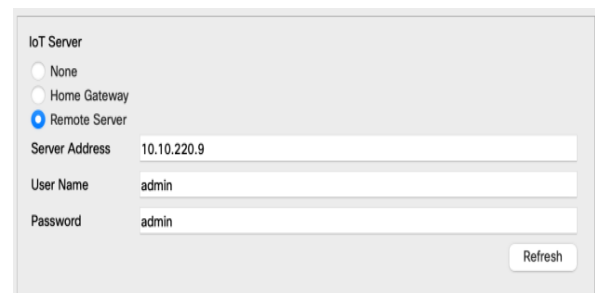 IoT Server
None
Home Gateway
Remote Server
Server Address 10.10.220.9
User Name admin
Password admin
Refresh